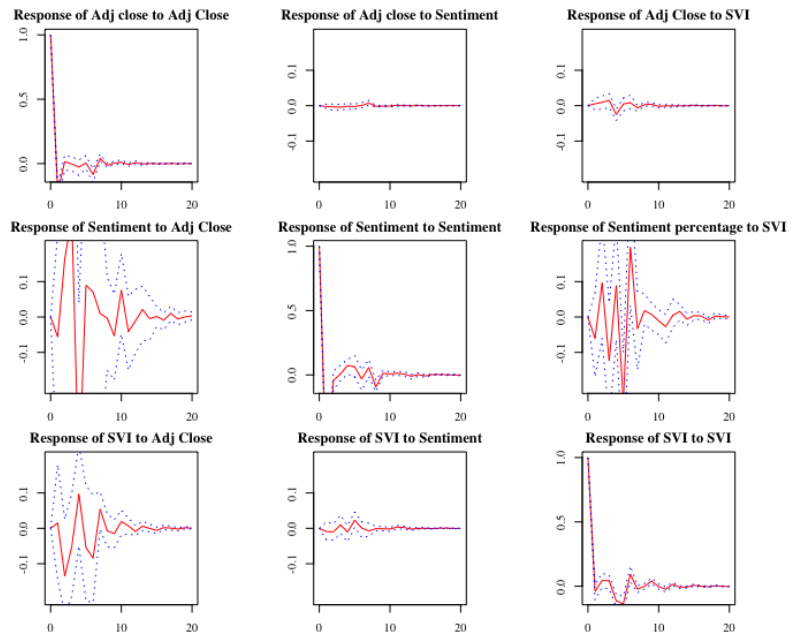 Response of Adj close to Adj Close
Response of Adj close to Sentiment
Response of Adj Close to SVI
1.0
0.5
0.0
0 10 20
0.1
0.0
-0.1
0 10 20
0.1
0.0
-0.1
0 10 20
Response of Sentiment to Adj Close
Response of Sentiment to Sentiment
Response of Sentiment percentage to SVI
0.1
0.0
-0.1
0 10 20
1.0
0.5
0.0
0 10 20
0.1
0.0
-0.1
0 10 20
Response of SVI to Adj Close
Response of SVI to Sentiment
Response of SVI to SVI
0.1
0.0
-0.1
0 10 20
0.1
0.0
-0.1
0 10 20
1.0
0.5
0.0
0 10 20